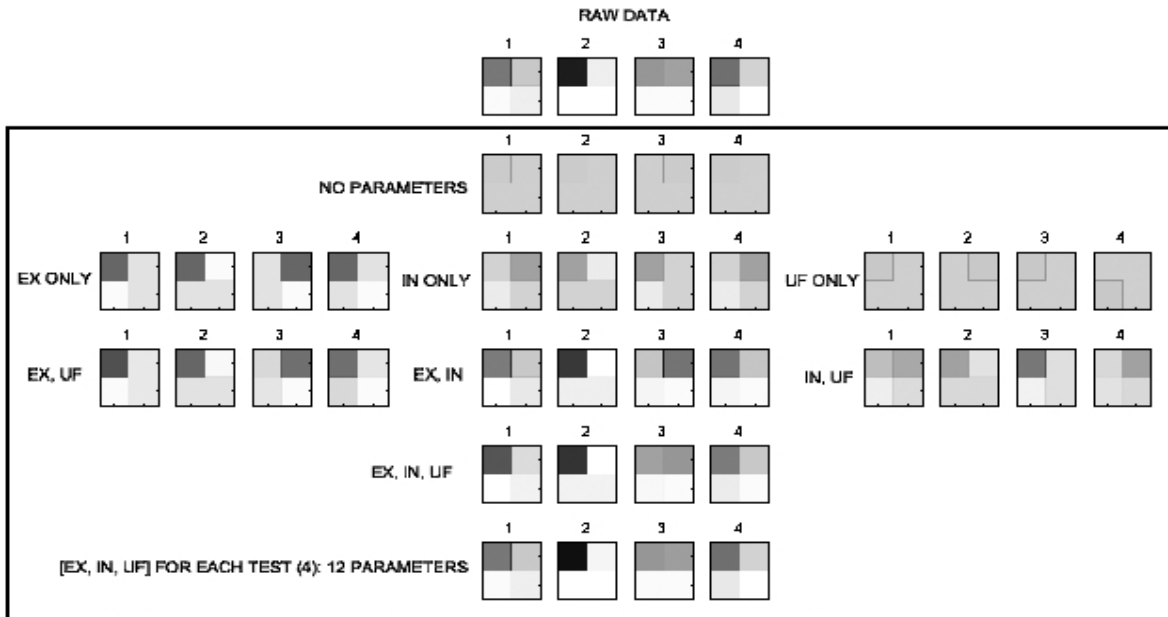 RAW DATA
1 2 3 4
1 2 3 4
NO PARAMETERS
1 2 3 4 1 2 3 4 1 2 3 4
EX ONLY IN ONLY UF ONLY
1 2 3 4 1 2 3 4 1 2 3 4
EX, UF EX, IN IN, UF
1 2 3 4
EX, IN, UF
1 2 3 4
[EX, IN, UF] FOR EACH TEST (4): 12 PARAMETERS